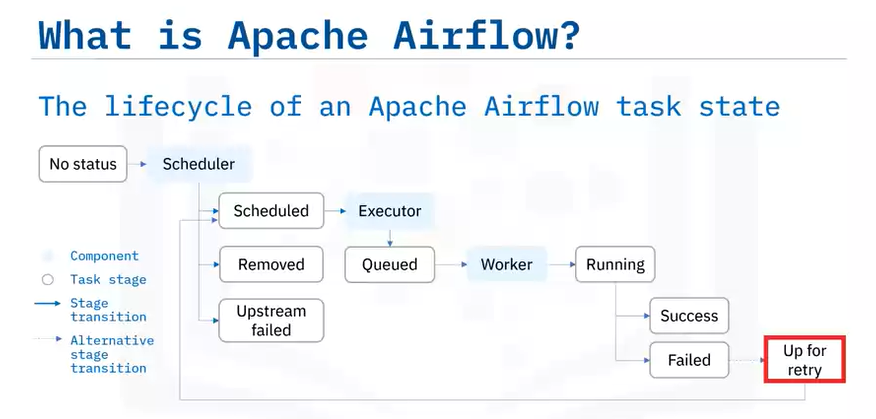 What is Apache Airflow?
The lifecycle of an Apache Airflow task state
No status
Scheduler
Scheduled
Executor
Removed
Queued
Worker
Running
Upstream
failed
Success
Failed
Up for
retry
Component
Task stage
Stage
transition
Alternative
stage
transition